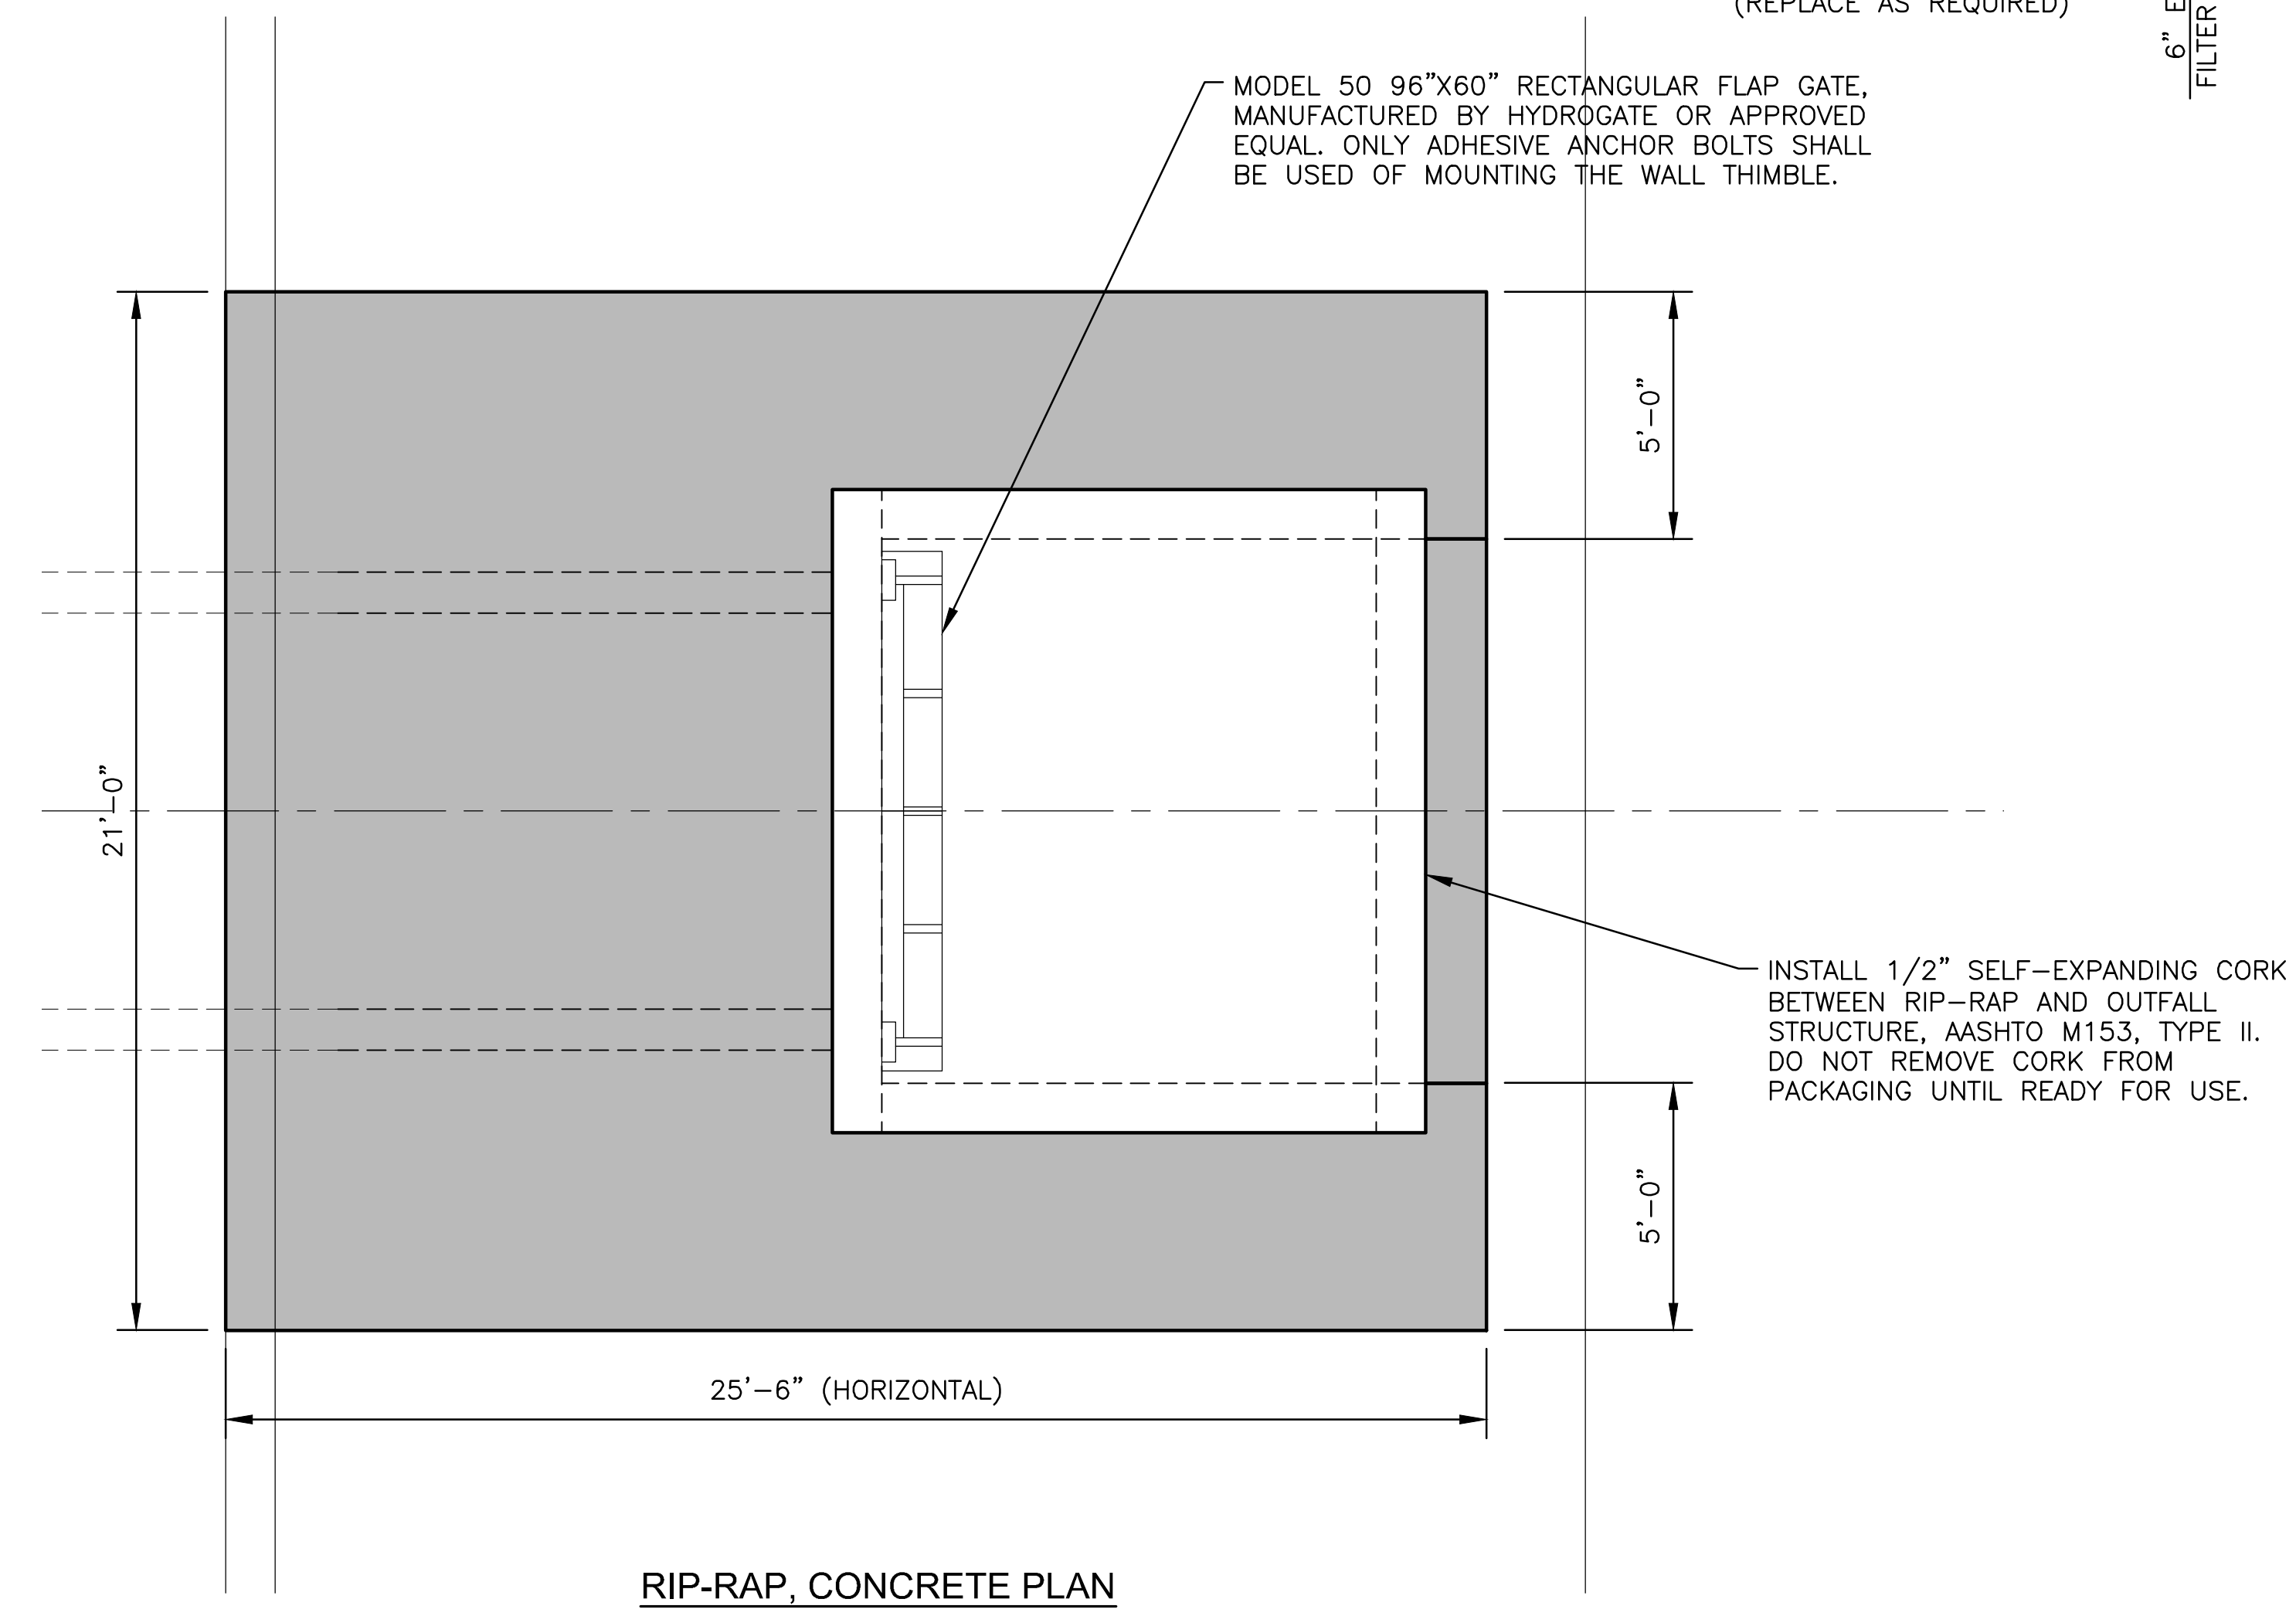 (REPLACE AS REQUIRED)
6" E
FILTER
MODEL 50 96"X60" RECTANGULAR FLAP GATE,
MANUFACTURED BY HYDROGATE OR APPROVED
EQUAL. ONLY ADHESIVE ANCHOR BOLTS SHALL
BE USED OF MOUNTING THE WALL THIMBLE.
5'-0"
21'-0"
INSTALL 1/2" SELF-EXPANDING CORK
BETWEEN RIP-RAP AND OUTFALL
STRUCTURE, AASHTO M153, TYPE II.
DO NOT REMOVE CORK FROM
PACKAGING UNTIL READY FOR USE.
5'-0"
25'-6" (HORIZONTAL)
RIP-RAP, CONCRETE PLAN